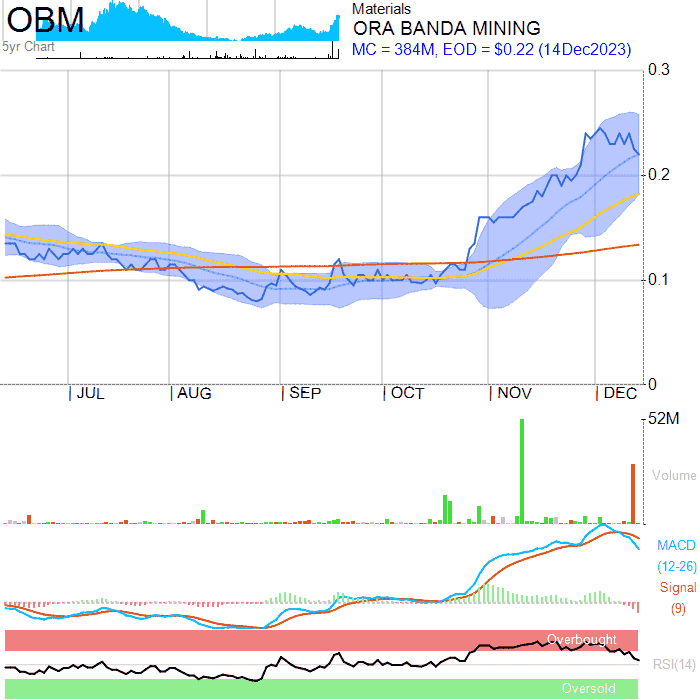 OBM
5yr Chart
Materials
ORA BANDA MINING
MC = 384M, EOD = $0.22 (14Dec2023)
0.3
0.2
0.1
0
JUL
AUG
SEP
OCT
NOV
DEC
52M
Volume
MACD
(12-26)
Signal
(9)
Overbought
RSI(14)
Oversold